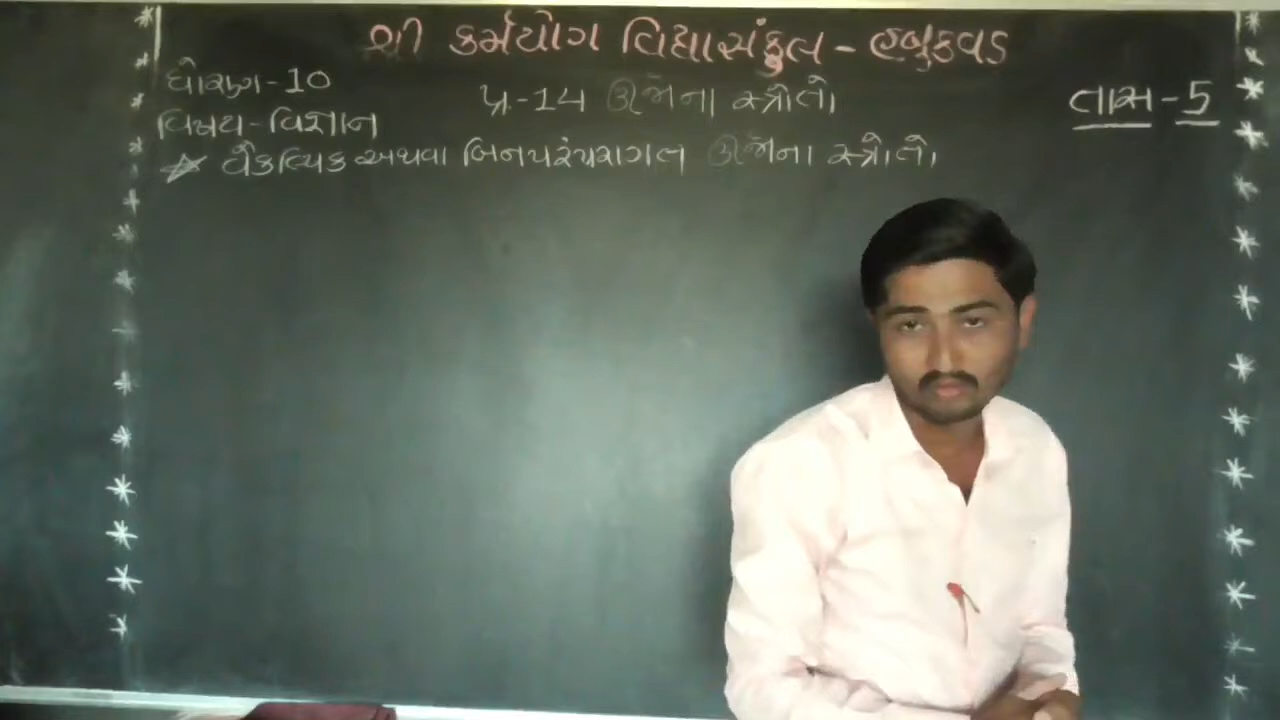 શ્રી કર્મયોગ વિદ્યાસંકુલ - હબુકવડ
ધોરણ - 10
પ્ર. - 14 ઊર્જાના સ્ત્રોતો
તાસ - 5
વિષય - વિજ્ઞાન
વૈકલ્પિક અથવા બિનપરંપરાગત ઊર્જાના સ્ત્રોતો